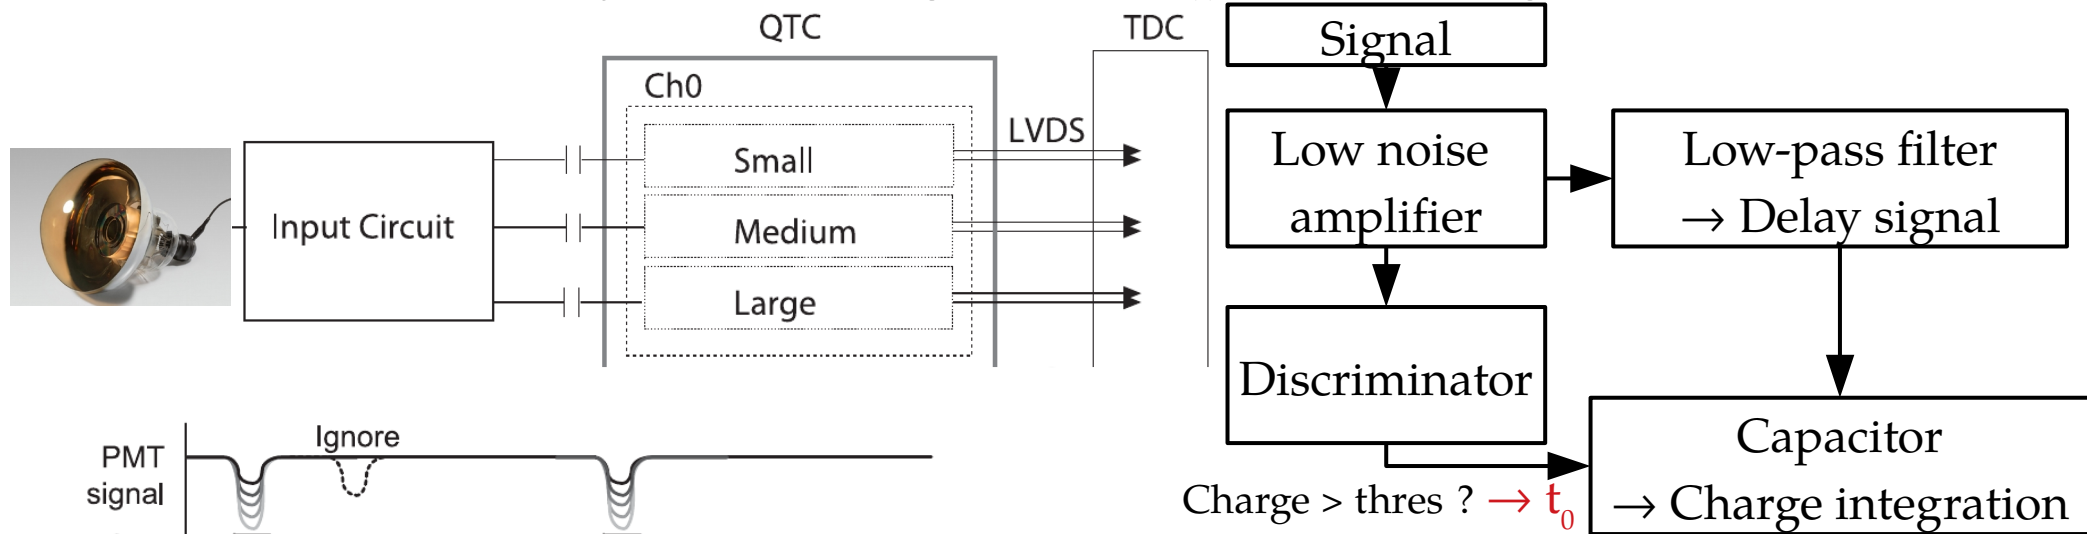 QTC
TDC
Ch0
LVDS
Input Circuit
Small
Medium
Large
Ignore
PMT
signal
Signal
Low noise
amplifier
Low-pass filter
→ Delay signal
Discriminator
Charge > thres ? → t₀
Capacitor
→ Charge integration